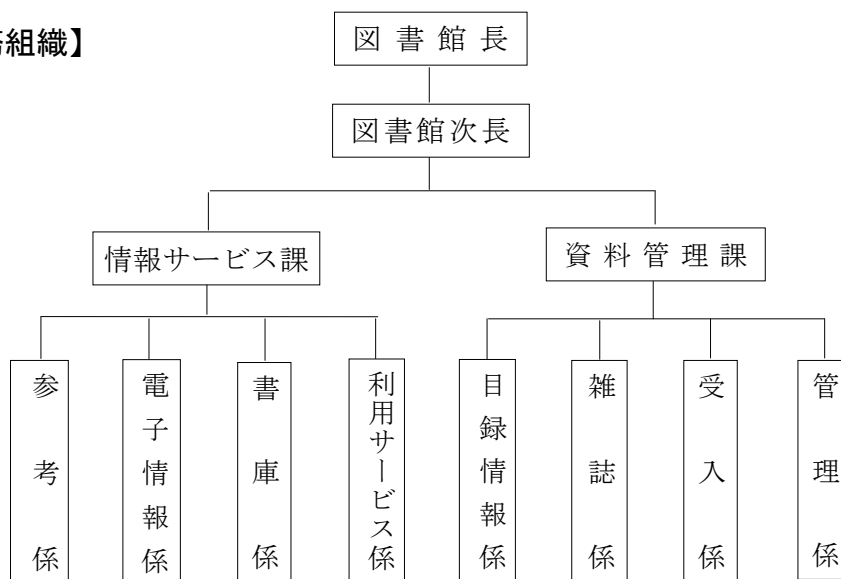 組織】
図書館長
図書館次長
情報サービス課
資料管理課
参考係
電子情報係
書庫係
利用サービス係
目録情報係
雑誌係
受入係
管理係